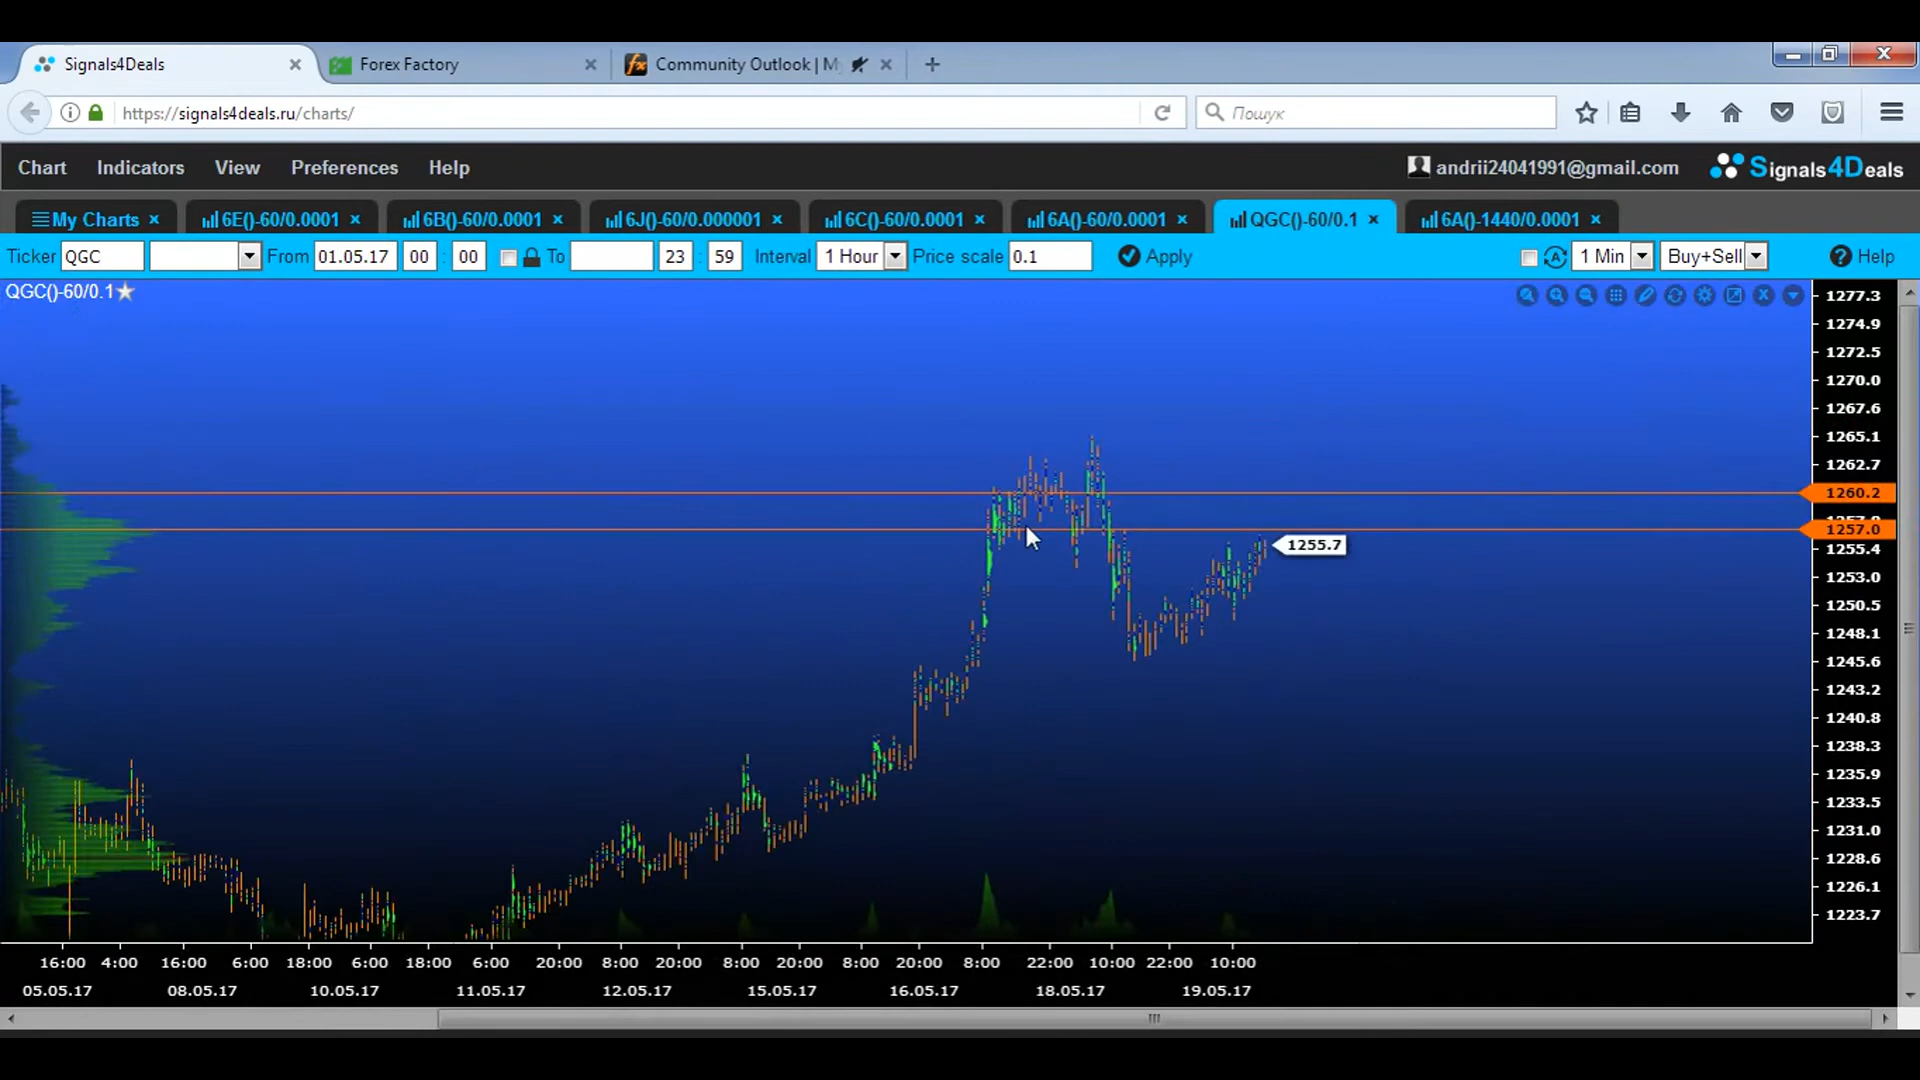 Signals4Deals
Forex Factory
Community Outlook | My
https://signals4deals.ru/charts/
Пошук
Chart Indicators View Preferences Help
andrii24041991@gmail.com
Signals4Deals
My Charts
6E()-60/0.0001
6B()-60/0.0001
6J()-60/0.000001
6C()-60/0.0001
6A()-60/0.0001
QGC()-60/0.1
6A()-1440/0.0001
Ticker QGC From 01.05.17 00 : 00 To 23 : 59 Interval 1 Hour Price scale 0.1 Apply 1 Min Buy+Sell Help
QGC()-60/0.1
1277.3
1274.9
1272.5
1270.0
1267.6
1265.1
1262.7
1260.2
1257.0
1255.7
1255.4
1253.0
1250.5
1248.1
1245.6
1243.2
1240.8
1238.3
1235.9
1233.5
1231.0
1228.6
1226.1
1223.7
16:00 4:00 16:00 6:00 18:00 6:00 18:00 6:00 20:00 8:00 20:00 8:00 20:00 8:00 20:00 8:00 22:00 10:00 22:00 10:00
05.05.17 08.05.17 10.05.17 11.05.17 12.05.17 15.05.17 16.05.17 18.05.17 19.05.17